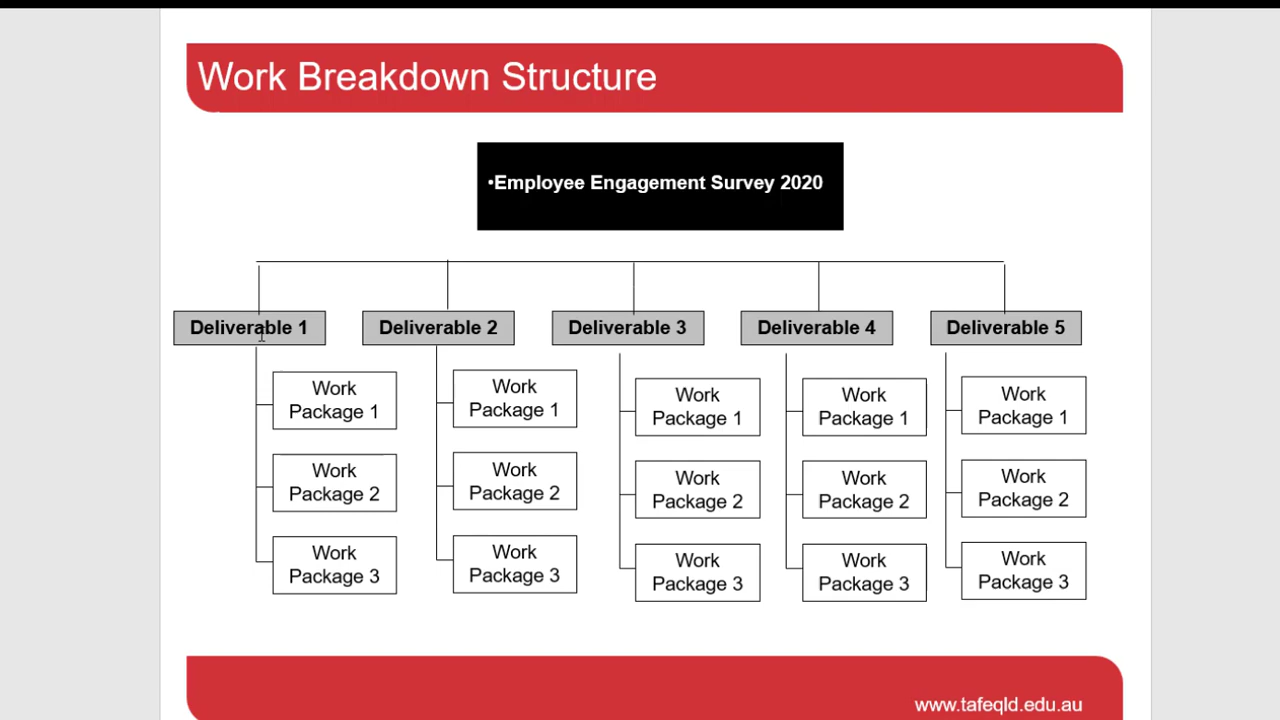 Work Breakdown Structure
•Employee Engagement Survey 2020
Deliverable 1
Deliverable 2
Deliverable 3
Deliverable 4
Deliverable 5
Work
Package 1
Work
Package 2
Work
Package 3
Work
Package 1
Work
Package 2
Work
Package 3
Work
Package 1
Work
Package 2
Work
Package 3
Work
Package 1
Work
Package 2
Work
Package 3
Work
Package 1
Work
Package 2
Work
Package 3
www.tafeqld.edu.au